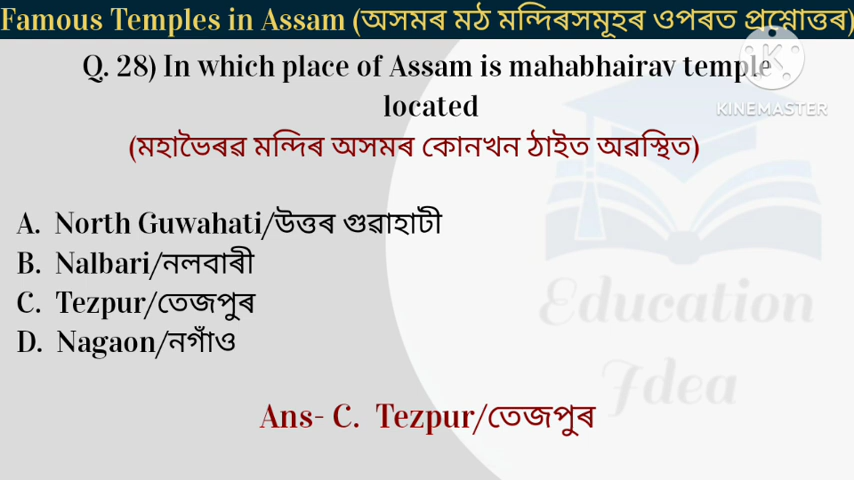 Famous Temples in Assam (অসমৰ মঠ মন্দিৰসমূহৰ ওপৰত প্ৰশ্নোত্তৰ)
Q. 28) In which place of Assam is mahabhairav temple
located
KINEMASTER
(মহাভৈৰৱ মন্দিৰ অসমৰ কোনখন ঠাইত অৱস্থিত)
A. North Guwahati/উত্তৰ গুৱাহাটী
B. Nalbari/নলবাৰী
C. Tezpur/তেজপুৰ
D. Nagaon/নগাঁও
Education
Idea
Ans- C. Tezpur/তেজপুৰ